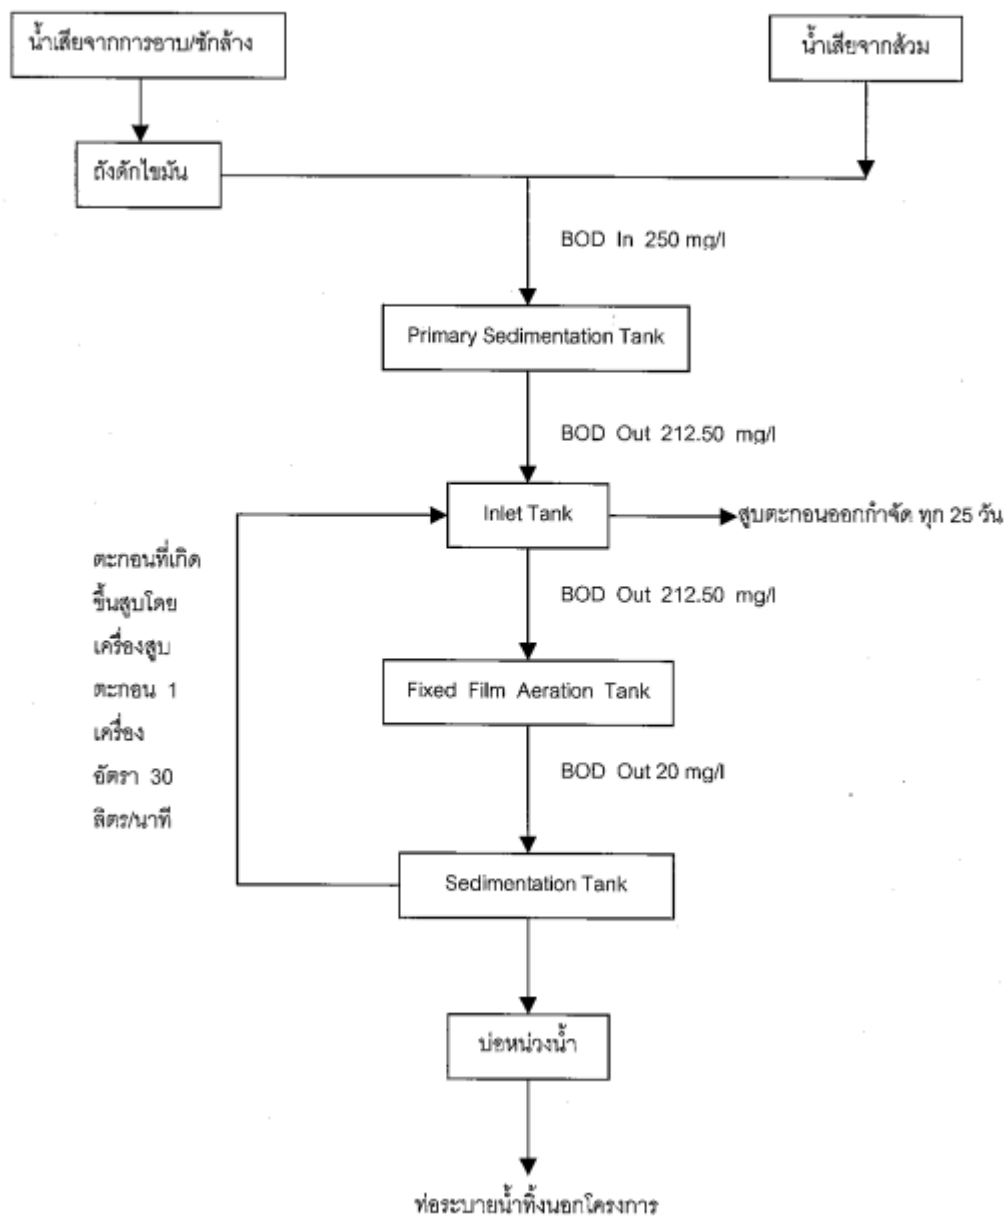 น้ำเสียจากการอาบ/ซักล้าง
น้ำเสียจากส้วม
ถังดักไขมัน
BOD In 250 mg/l
Primary Sedimentation Tank
BOD Out 212.50 mg/l
Inlet Tank
สูบตะกอนออกกำจัด ทุก 25 วัน
ตะกอนที่เกิด
ขึ้นสูบโดย
เครื่องสูบ
ตะกอน 1
เครื่อง
อัตรา 30
ลิตร/นาที
BOD Out 212.50 mg/l
Fixed Film Aeration Tank
BOD Out 20 mg/l
Sedimentation Tank
บ่อหน่วงน้ำ
ท่อระบายน้ำทิ้งนอกโครงการ